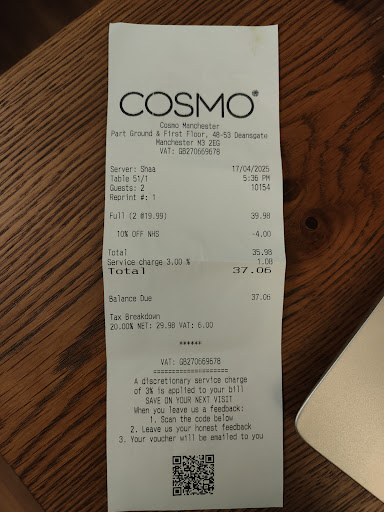 COSMO®
Cosmo Manchester
Part Ground & First Floor, 48-53 Deansgate
Manchester M3 2EG
VAT: GB270669678
Server: Shaa 17/04/2025
Table 51/1 5:36 PM
Guests: 2 10154
Reprint #: 1
Full (2 @19.99) 39.98
10% OFF NHS -4.00
Total 35.98
Service charge 3.00 % 1.08
Total 37.06
Balance Due 37.06
Tax Breakdown
20.00% NET: 29.98 VAT: 6.00
******
VAT: GB270669678
====================
A discretionary service charge
of 3% is applied to your bill
SAVE ON YOUR NEXT VISIT
When you leave us a feedback:
1. Scan the code below
2. Leave us your honest feedback
3. Your voucher will be emailed to you